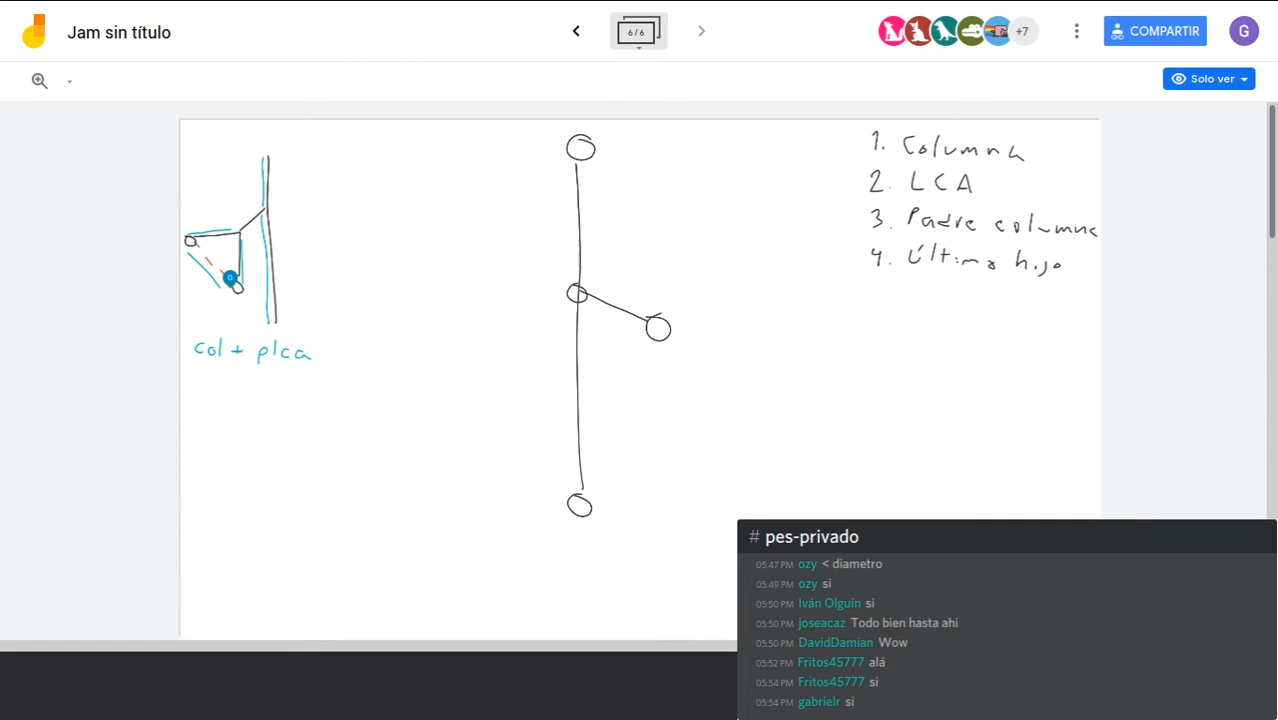 Jam sin título
6 / 6
+7
COMPARTIR
G
Solo ver
1. Columna
2. LCA
3. Padre columna
4. Último hijo
0
col + plca
# pes-privado
05:47 PM ozy < diametro
05:49 PM ozy si
05:50 PM Iván Olguín si
05:50 PM joseacaz Todo bien hasta ahi
05:50 PM DavidDamian Wow
05:52 PM Fritos45777 alá
05:54 PM Fritos45777 si
05:54 PM gabrielr si